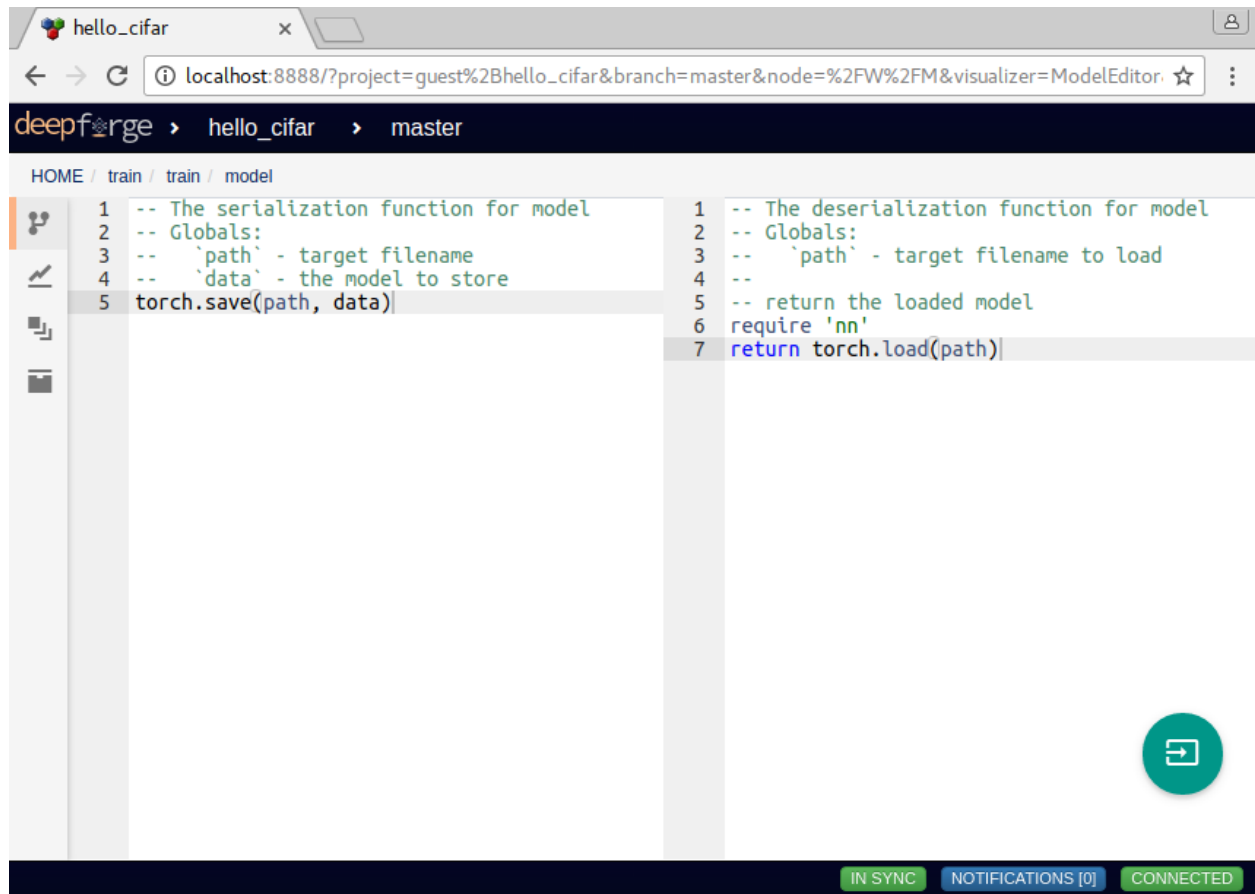 hello_cifar
localhost:8888/?project=guest%2Bhello_cifar&branch=master&node=%2FW%2FM&visualizer=ModelEditor
deepforge › hello_cifar › master
HOME / train / train / model
1 -- The serialization function for model
2 -- Globals:
3 --   `path` - target filename
4 --   `data` - the model to store
5 torch.save(path, data)
1 -- The deserialization function for model
2 -- Globals:
3 --    `path` - target filename to load
4 --
5 -- return the loaded model
6 require 'nn'
7 return torch.load(path)
IN SYNC NOTIFICATIONS [0] CONNECTED